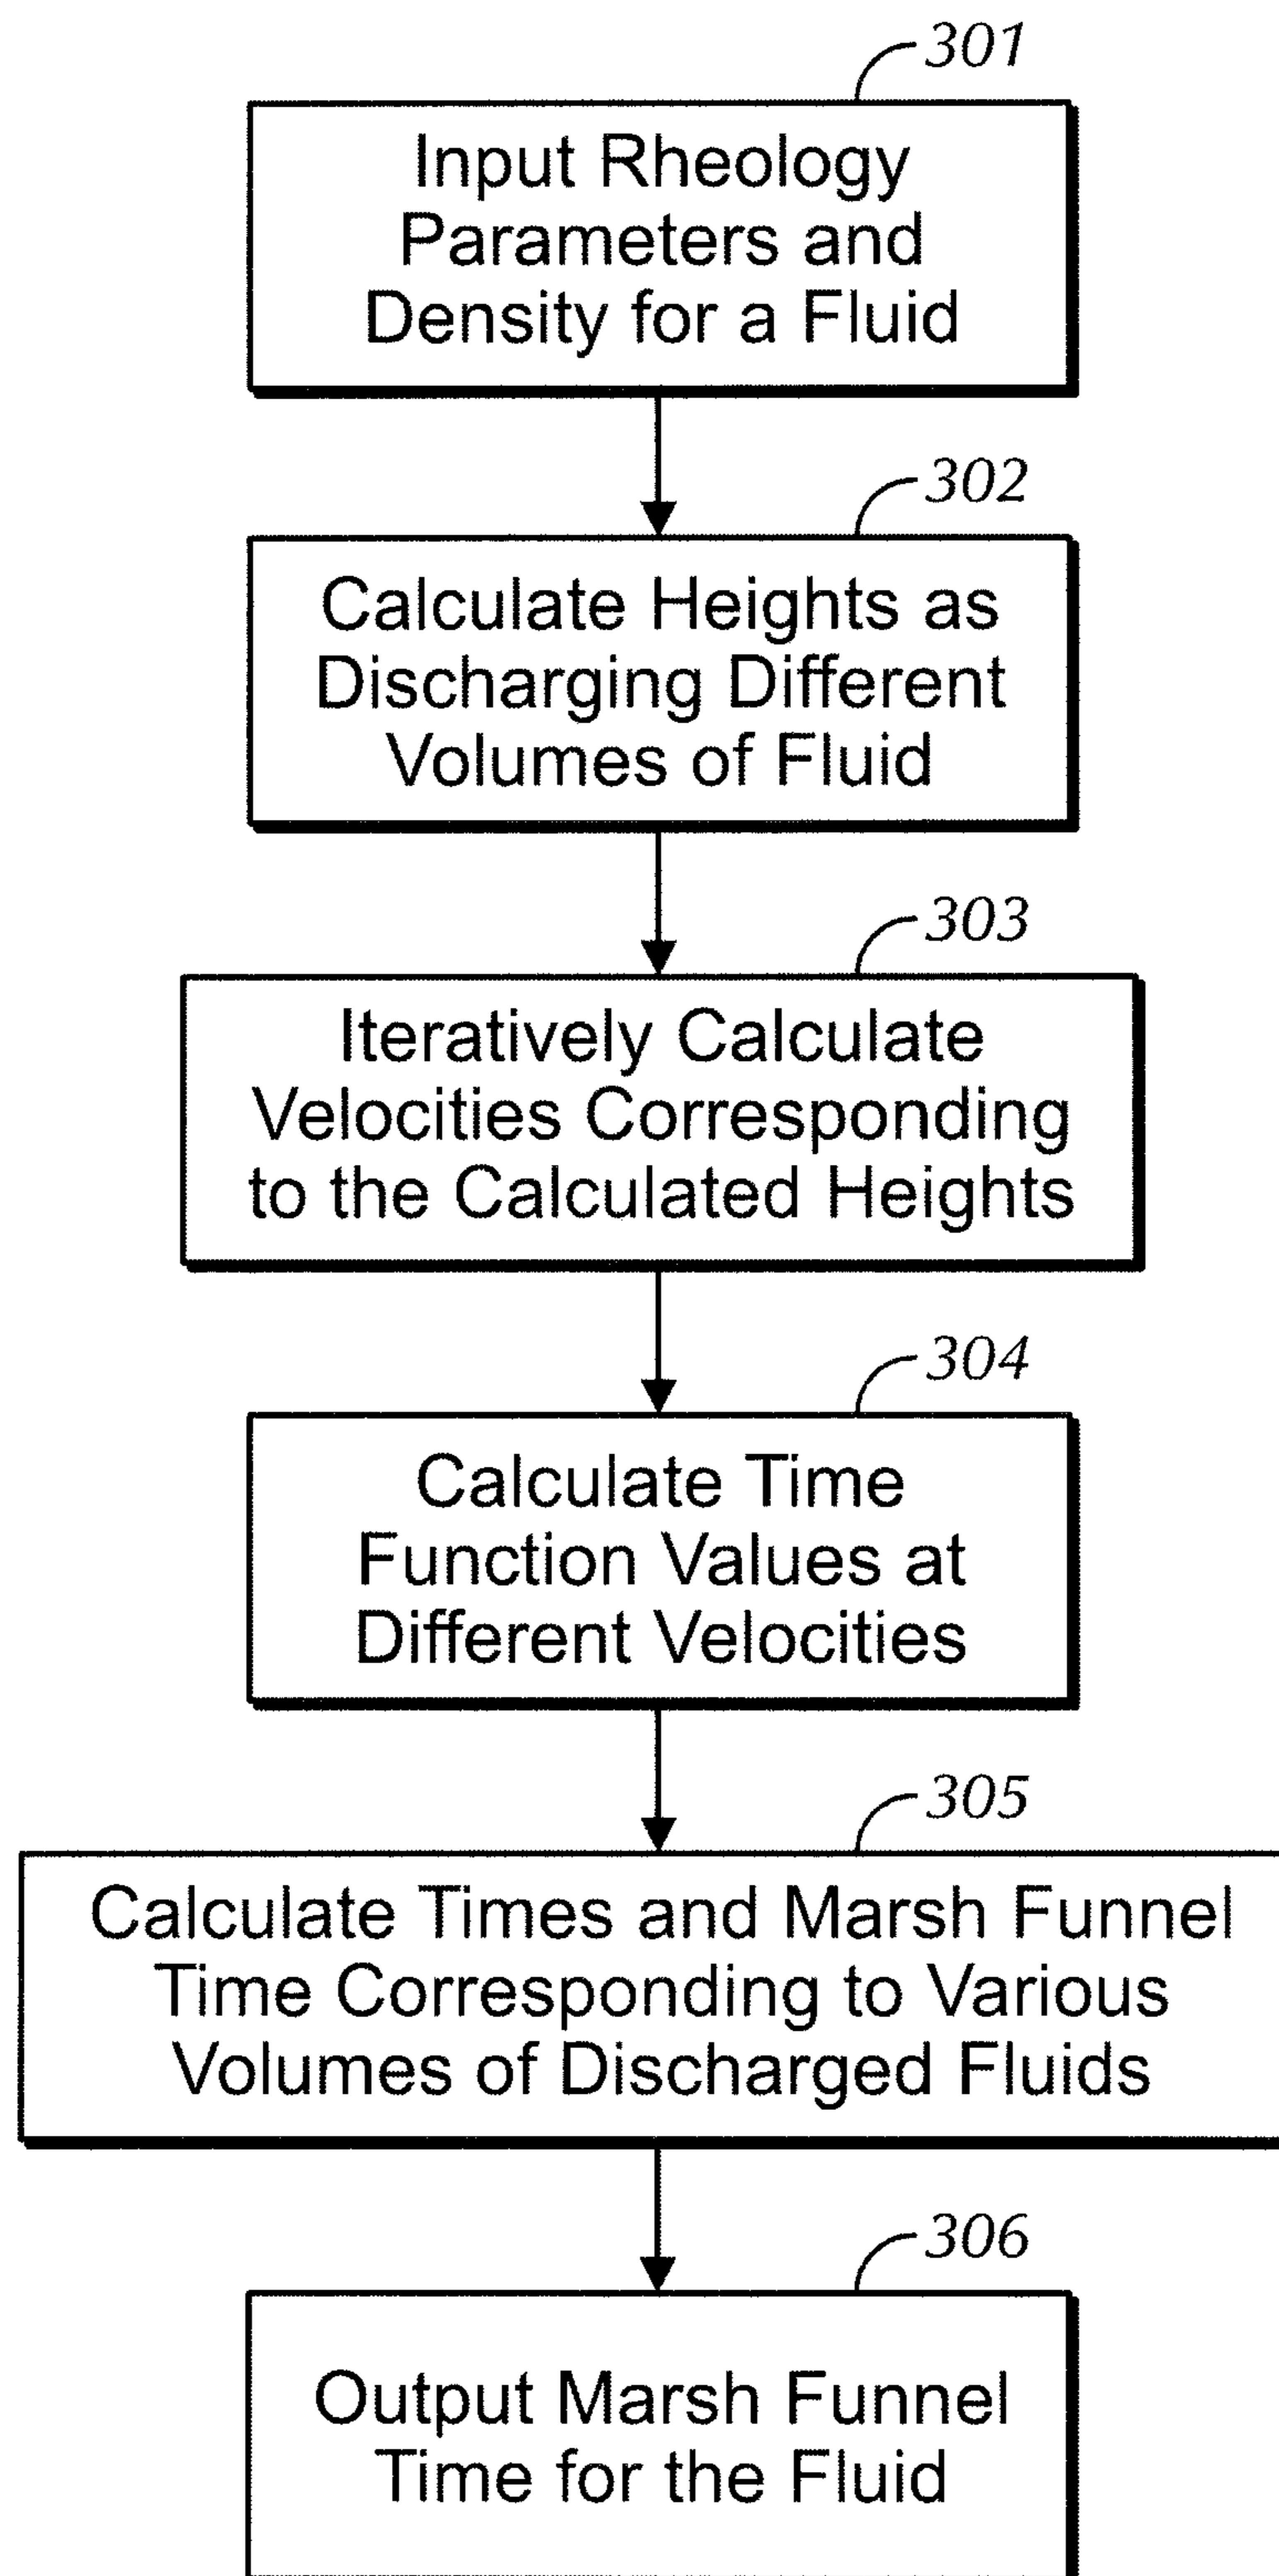 301
Input Rheology
Parameters and
Density for a Fluid
302
Calculate Heights as
Discharging Different
Volumes of Fluid
303
Iteratively Calculate
Velocities Corresponding
to the Calculated Heights
304
Calculate Time
Function Values at
Different Velocities
305
Calculate Times and Marsh Funnel
Time Corresponding to Various
Volumes of Discharged Fluids
306
Output Marsh Funnel
Time for the Fluid